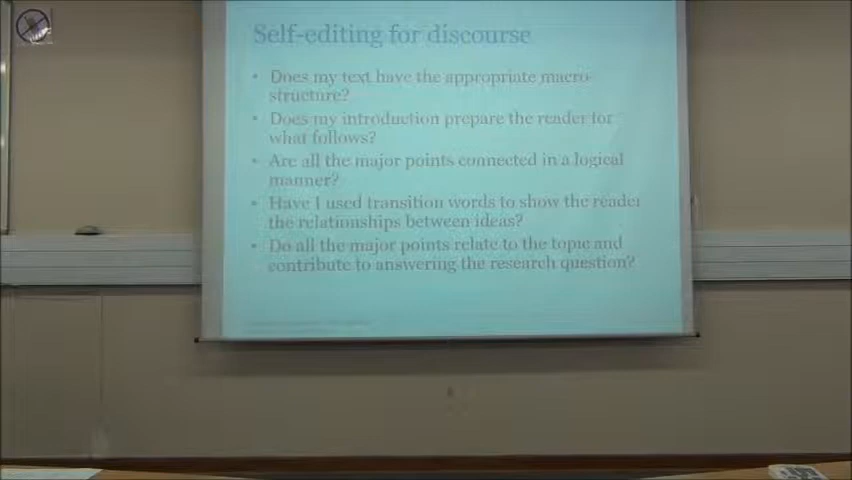 Self-editing for discourse
• Does my text have the appropriate macro
structure?
• Does my introduction prepare the reader for
what follows?
• Are all the major points connected in a logical
manner?
• Have I used transition words to show the reader
the relationships between ideas?
• Do all the major points relate to the topic and
contribute to answering the research question?